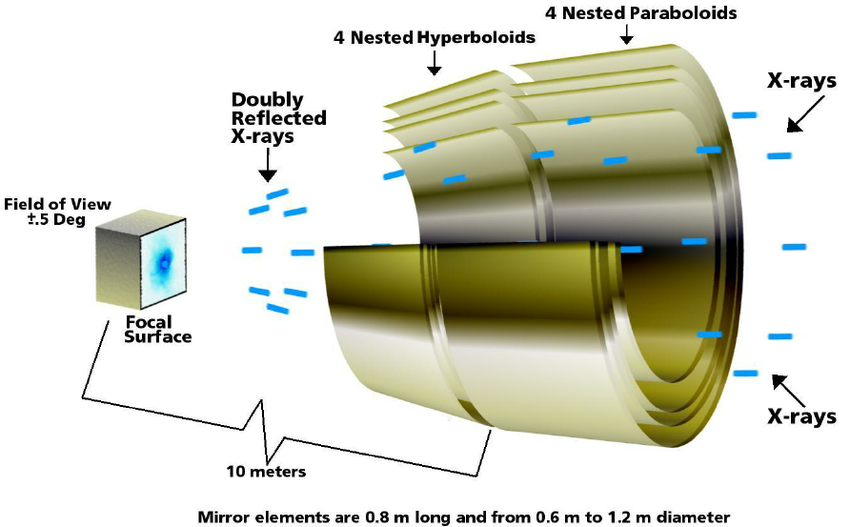 4 Nested Paraboloids
4 Nested Hyperboloids
X-rays
Doubly
Reflected
X-rays
Field of View
±.5 Deg
Focal
Surface
X-rays
10 meters
Mirror elements are 0.8 m long and from 0.6 m to 1.2 m diameter